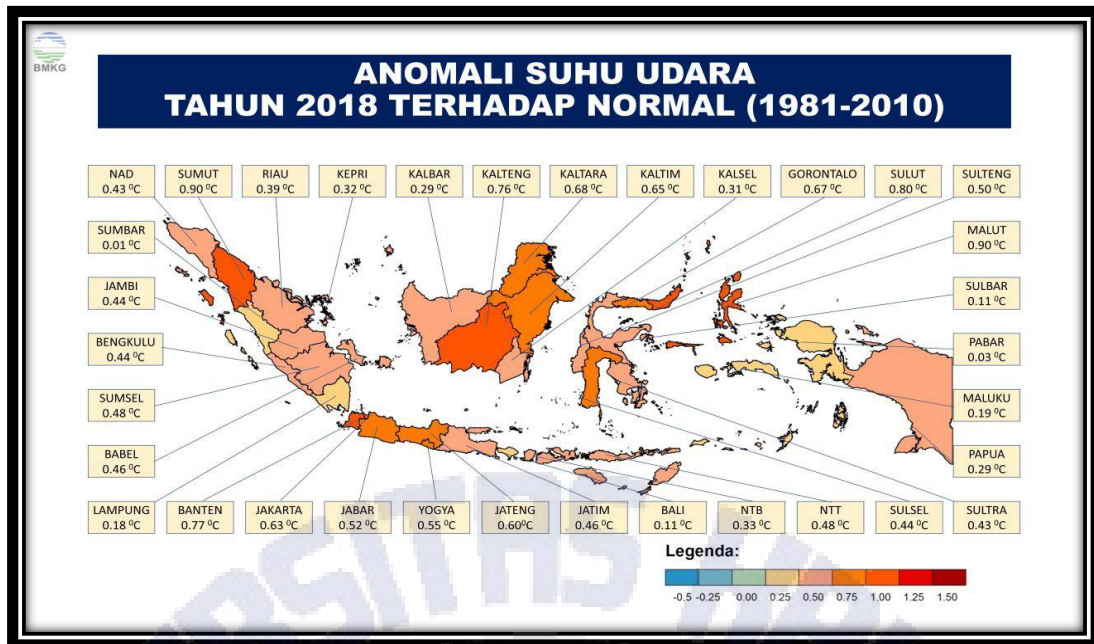 BMKG
ANOMALI SUHU UDARA
TAHUN 2018 TERHADAP NORMAL (1981-2010)
NAD
0.43 ⁰C
SUMUT
0.90 ⁰C
RIAU
0.39 ⁰C
KEPRI
0.32 ⁰C
KALBAR
0.29 ⁰C
KALTENG
0.76 ⁰C
KALTARA
0.68 ⁰C
KALTIM
0.65 ⁰C
KALSEL
0.31 ⁰C
GORONTALO
0.67 ⁰C
SULUT
0.80 ⁰C
SULTENG
0.50 ⁰C
SUMBAR
0.01 ⁰C
MALUT
0.90 ⁰C
JAMBI
0.44 ⁰C
SULBAR
0.11 ⁰C
BENGKULU
0.44 ⁰C
PABAR
0.03 ⁰C
SUMSEL
0.48 ⁰C
MALUKU
0.19 ⁰C
BABEL
0.46 ⁰C
PAPUA
0.29 ⁰C
LAMPUNG
0.18 ⁰C
BANTEN
0.77 ⁰C
JAKARTA
0.63 ⁰C
JABAR
0.52 ⁰C
YOGYA
0.55 ⁰C
JATENG
0.60⁰C
JATIM
0.46 ⁰C
BALI
0.11 ⁰C
NTB
0.33 ⁰C
NTT
0.48 ⁰C
SULSEL
0.44 ⁰C
SULTRA
0.43 ⁰C
Legenda:
-0.5 -0.25 0.00 0.25 0.50 0.75 1.00 1.25 1.50